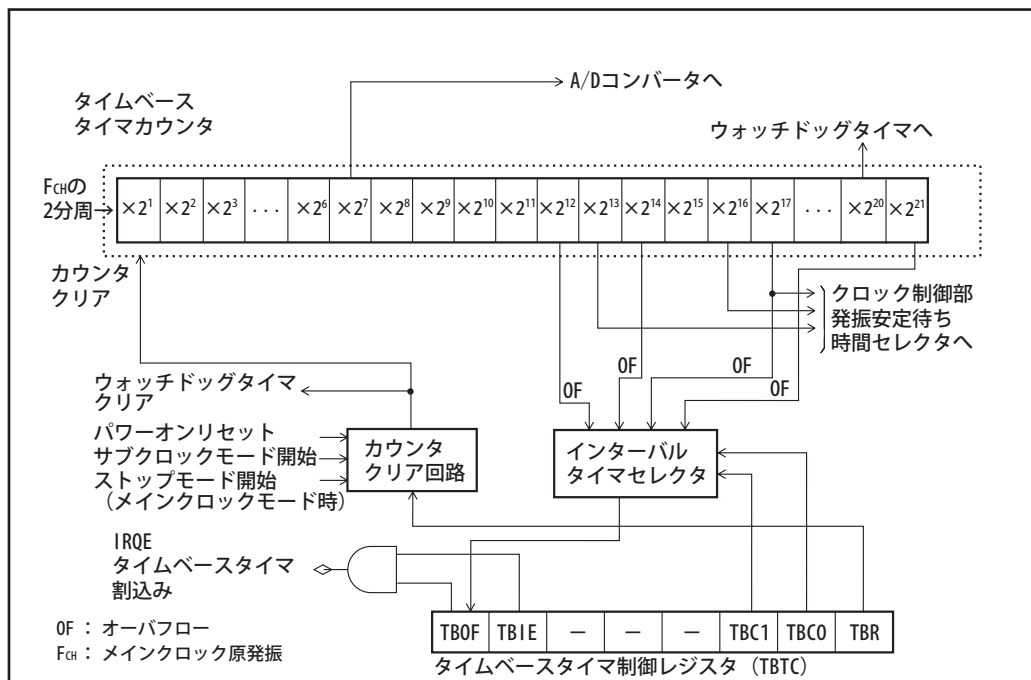 A/Dコンバータへ
タイムベース
タイマカウンタ
ウォッチドッグタイマへ
FCHの
2分周
×2¹ ×2² ×2³ ··· ×2⁶ ×2⁷ ×2⁸ ×2⁹ ×2¹⁰ ×2¹¹ ×2¹² ×2¹³ ×2¹⁴ ×2¹⁵ ×2¹⁶ ×2¹⁷ ··· ×2²⁰ ×2²¹
カウンタ
クリア
クロック制御部
発振安定待ち
時間セレクタへ
OF
OF
OF
OF
ウォッチドッグタイマ
クリア
パワーオンリセット
サブクロックモード開始
ストップモード開始
（メインクロックモード時）
カウンタ
クリア回路
インターバル
タイマセレクタ
IRQE
タイムベースタイマ
割込み
TBOF TBIE － － － TBC1 TBC0 TBR
タイムベースタイマ制御レジスタ（TBTC）
OF ： オーバフロー
FCH ： メインクロック原発振